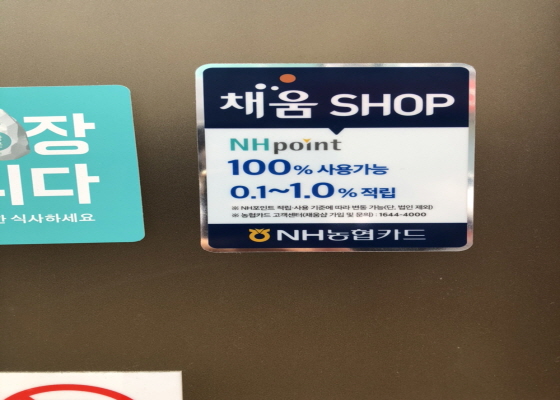 장
니다
식사하세요
채움 SHOP
NHpoint
100% 사용가능
0.1~1.0% 적립
※ NH포인트 적립·사용 기준에 따라 변동 가능(단, 법인 제외)
※ 농협카드 고객센터(채움샵 가입 및 문의) : 1644-4000
NH농협카드